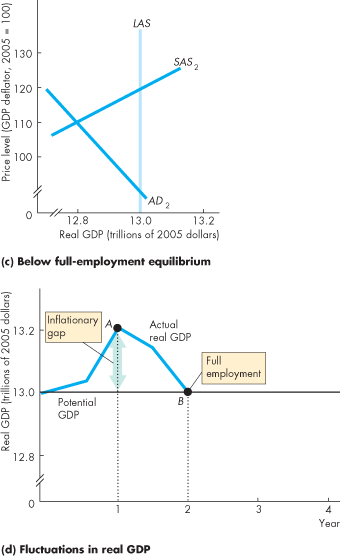 Price level (GDP deflator, 2005 = 100)
LAS
SAS2
130
120
110
100
0
AD2
12.8
13.0
13.2
Real GDP (trillions of 2005 dollars)
(c) Below full-employment equilibrium
Real GDP (trillions of 2005 dollars)
13.2
13.0
12.8
0
Inflationary
gap
A
Actual
real GDP
Full
employment
Potential
GDP
B
1
2
3
4
Year
(d) Fluctuations in real GDP